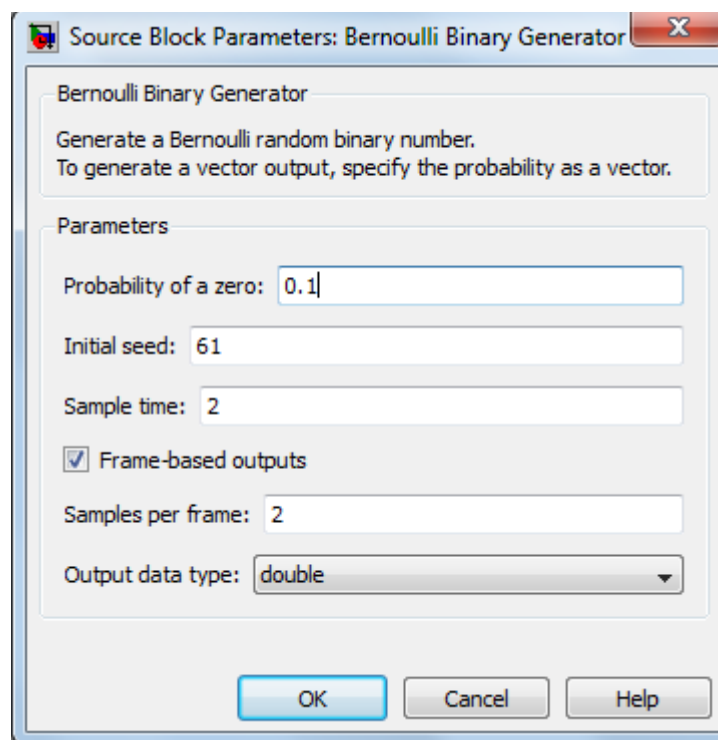 Source Block Parameters: Bernoulli Binary Generator
Bernoulli Binary Generator
Generate a Bernoulli random binary number.
To generate a vector output, specify the probability as a vector.
Parameters
Probability of a zero: 0.1
Initial seed: 61
Sample time: 2
Frame-based outputs
Samples per frame: 2
Output data type: double
OK Cancel Help